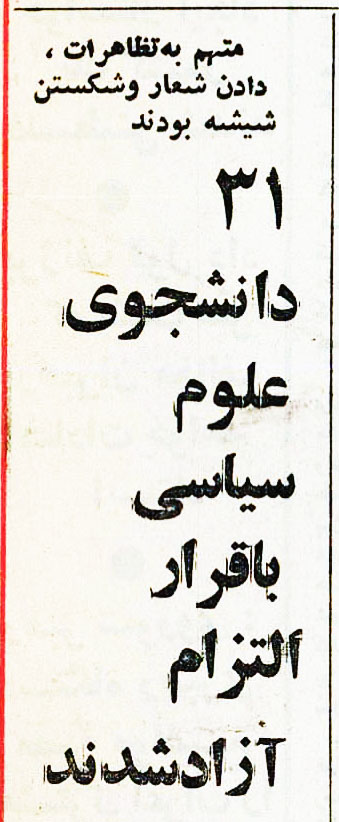 متهم به‌تظاهرات ،
دادن شعار وشکستن
شیشه بودند
۳۱
دانشجوی
علوم
سیاسی
باقرار
التزام
آزادشدند